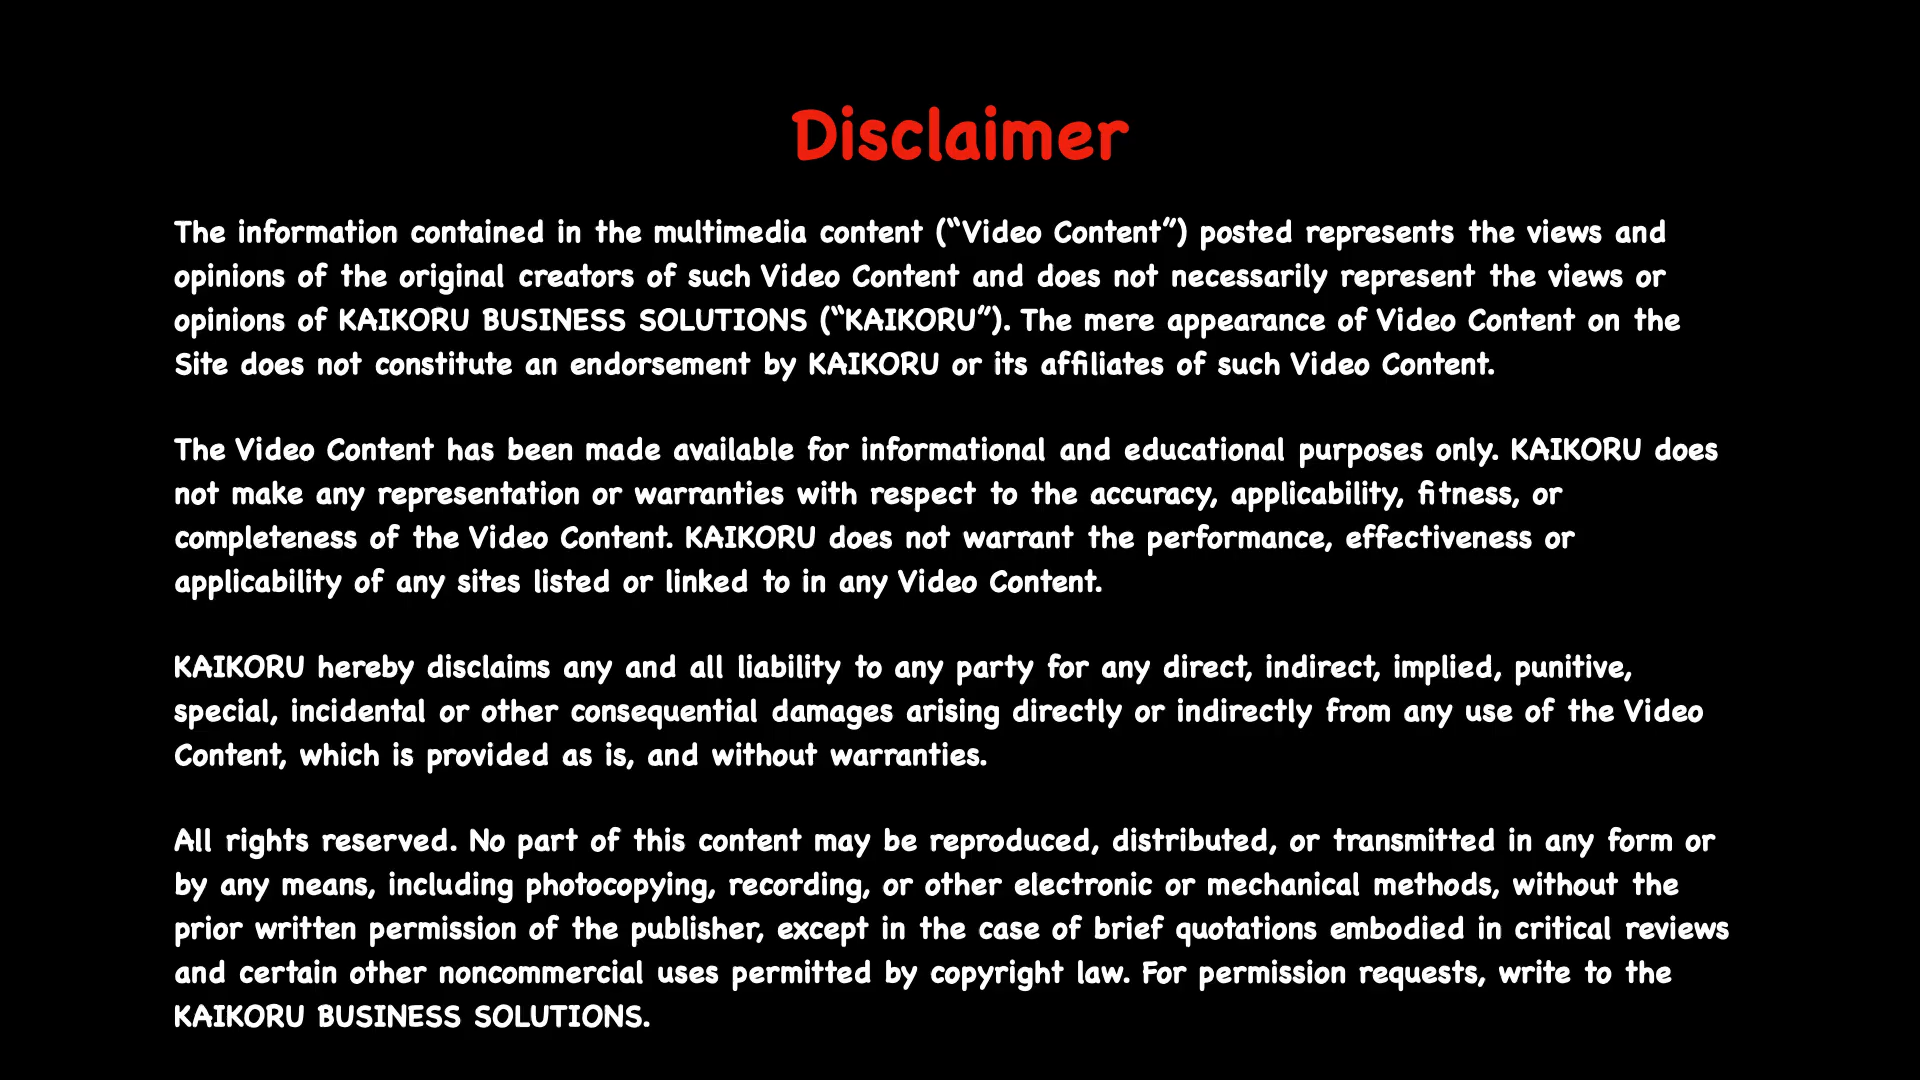 Disclaimer
The information contained in the multimedia content (“Video Content”) posted represents the views and
opinions of the original creators of such Video Content and does not necessarily represent the views or
opinions of KAIKORU BUSINESS SOLUTIONS (“KAIKORU”). The mere appearance of Video Content on the
Site does not constitute an endorsement by KAIKORU or its affiliates of such Video Content.
The Video Content has been made available for informational and educational purposes only. KAIKORU does
not make any representation or warranties with respect to the accuracy, applicability, fitness, or
completeness of the Video Content. KAIKORU does not warrant the performance, effectiveness or
applicability of any sites listed or linked to in any Video Content.
KAIKORU hereby disclaims any and all liability to any party for any direct, indirect, implied, punitive,
special, incidental or other consequential damages arising directly or indirectly from any use of the Video
Content, which is provided as is, and without warranties.
All rights reserved. No part of this content may be reproduced, distributed, or transmitted in any form or
by any means, including photocopying, recording, or other electronic or mechanical methods, without the
prior written permission of the publisher, except in the case of brief quotations embodied in critical reviews
and certain other noncommercial uses permitted by copyright law. For permission requests, write to the
KAIKORU BUSINESS SOLUTIONS.